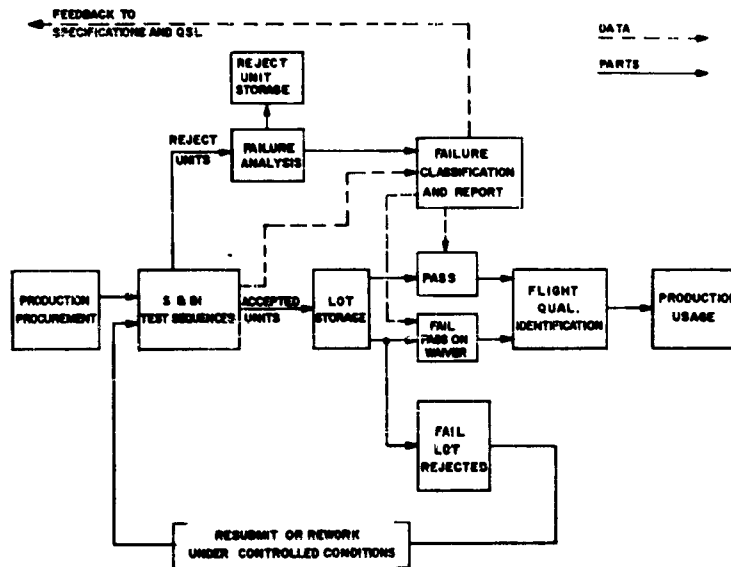 FEEDBACK TO
SPECIFICATIONS AND QSL
DATA
PARTS
REJECT
UNIT
STORAGE
REJECT
UNITS
FAILURE
ANALYSIS
FAILURE
CLASSIFICATION
AND REPORT
PRODUCTION
PROCUREMENT
S & BI
TEST SEQUENCES
ACCEPTED
UNITS
LOT
STORAGE
PASS
FAIL
PASS ON
WAIVER
FLIGHT
QUAL.
IDENTIFICATION
PRODUCTION
USAGE
FAIL
LOT
REJECTED
RESUBMIT OR REWORK
UNDER CONTROLLED CONDITIONS